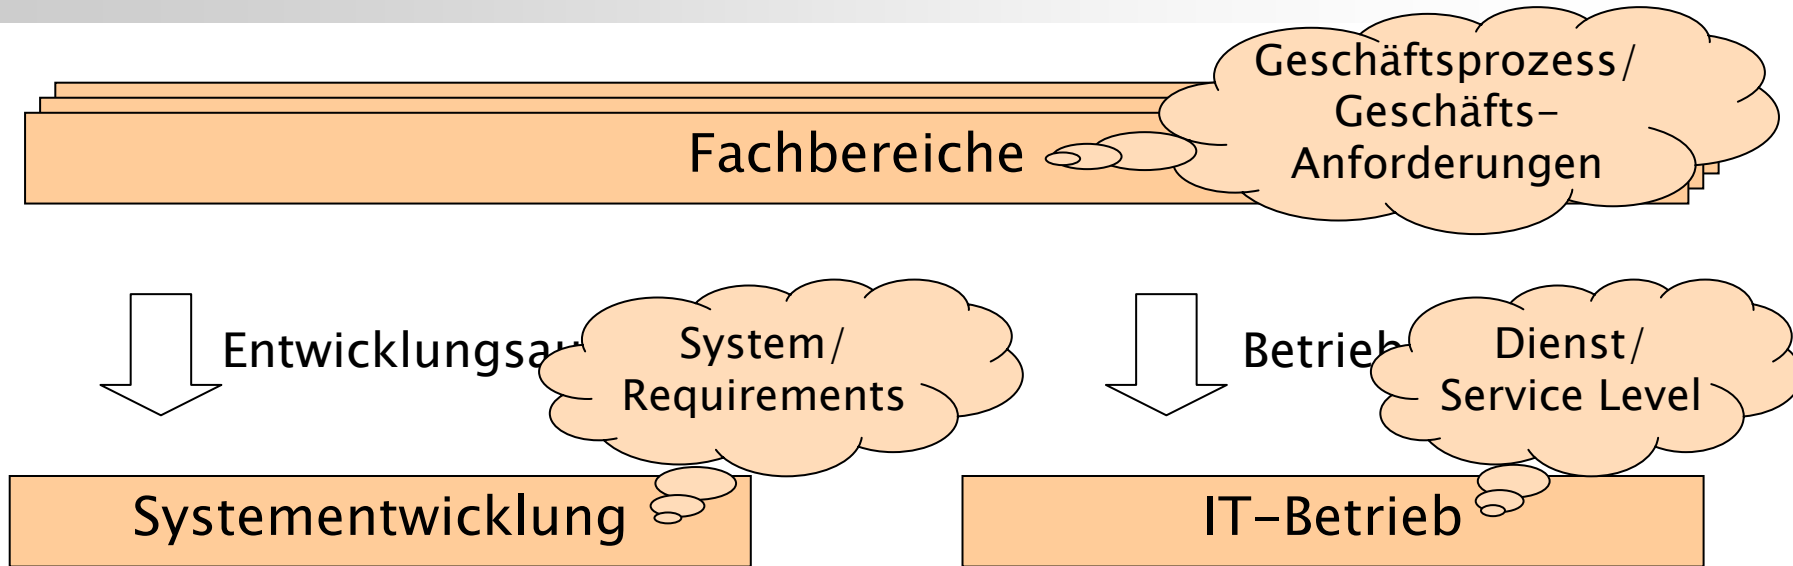 Geschäftsprozess/
Geschäfts-
Anforderungen
Fachbereiche
System/
Requirements
Dienst/
Service Level
Systementwicklung
IT-Betrieb